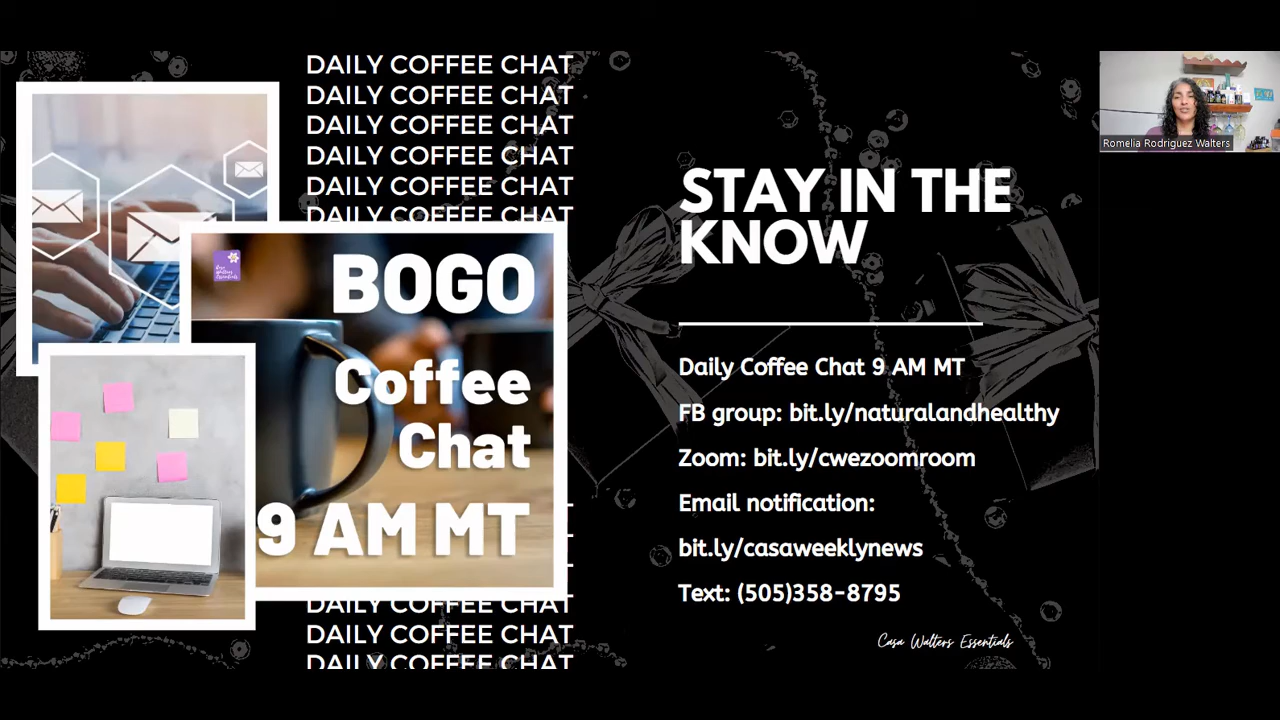 DAILY COFFEE CHAT
DAILY COFFEE CHAT
DAILY COFFEE CHAT
DAILY COFFEE CHAT
DAILY COFFEE CHAT
DAILY COFFEE CHAT
BOGO
Coffee
Chat
9 AM MT
DAILY COFFEE CHAT
DAILY COFFEE CHAT
DAILY COFFEE CHAT
STAY IN THE
KNOW
Daily Coffee Chat 9 AM MT
FB group: bit.ly/naturalandhealthy
Zoom: bit.ly/cwezoomroom
Email notification:
bit.ly/casaweeklynews
Text: (505)358-8795
Casa Walters Essentials
Romelia Rodriguez Walters